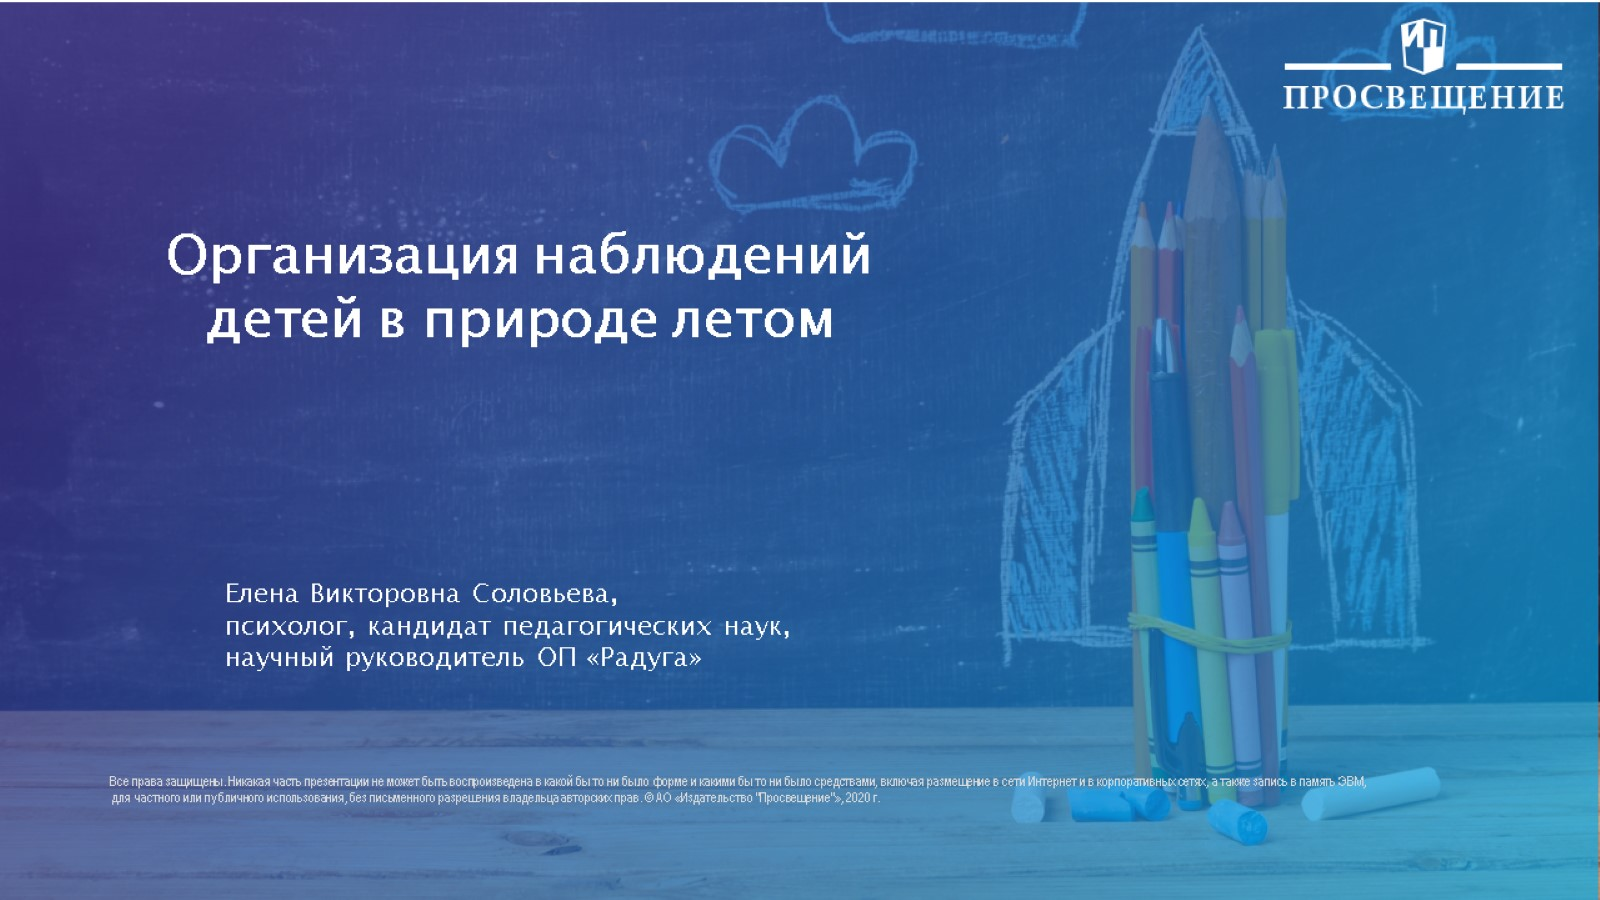 ИП
ПРОСВЕЩЕНИЕ
Организация наблюдений
детей в природе летом
Елена Викторовна Соловьева,
психолог, кандидат педагогических наук,
научный руководитель ОП «Радуга»
Все права защищены. Никакая часть презентации не может быть воспроизведена в какой бы то ни было форме и какими бы то ни было средствами, включая размещение в сети Интернет и в корпоративных сетях, а также запись в память ЭВМ,
для частного или публичного использования, без письменного разрешения владельца авторских прав. © АО «Издательство "Просвещение"», 2020 г.